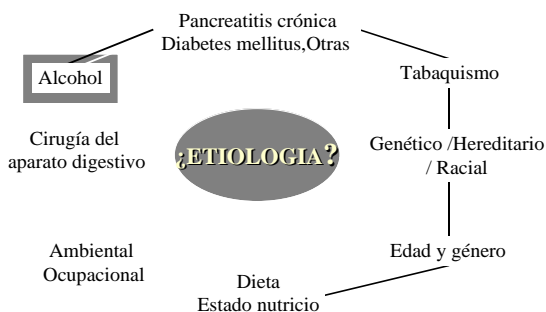 Pancreatitis crónica
Diabetes mellitus,Otras
Alcohol
Tabaquismo
Cirugía del
aparato digestivo
¿ETIOLOGIA?
Genético /Hereditario
/ Racial
Ambiental
Ocupacional
Edad y género
Dieta
Estado nutricio